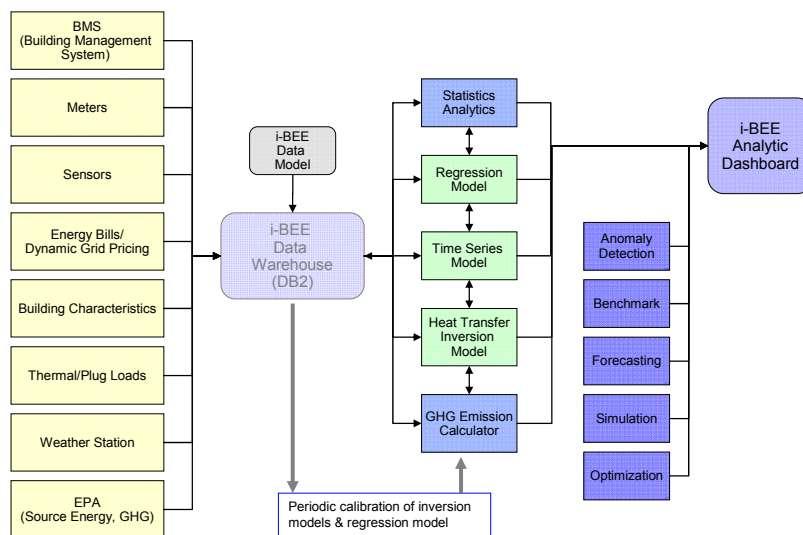 BMS
(Building Management
System)
Meters
Sensors
Energy Bills/
Dynamic Grid Pricing
Building Characteristics
Thermal/Plug Loads
Weather Station
EPA
(Source Energy, GHG)
i-BEE
Data
Model
i-BEE
Data
Warehouse
(DB2)
Statistics
Analytics
Regression
Model
Time Series
Model
Heat Transfer
Inversion
Model
GHG Emission
Calculator
Periodic calibration of inversion
models & regression model
i-BEE
Analytic
Dashboard
Anomaly
Detection
Benchmark
Forecasting
Simulation
Optimization